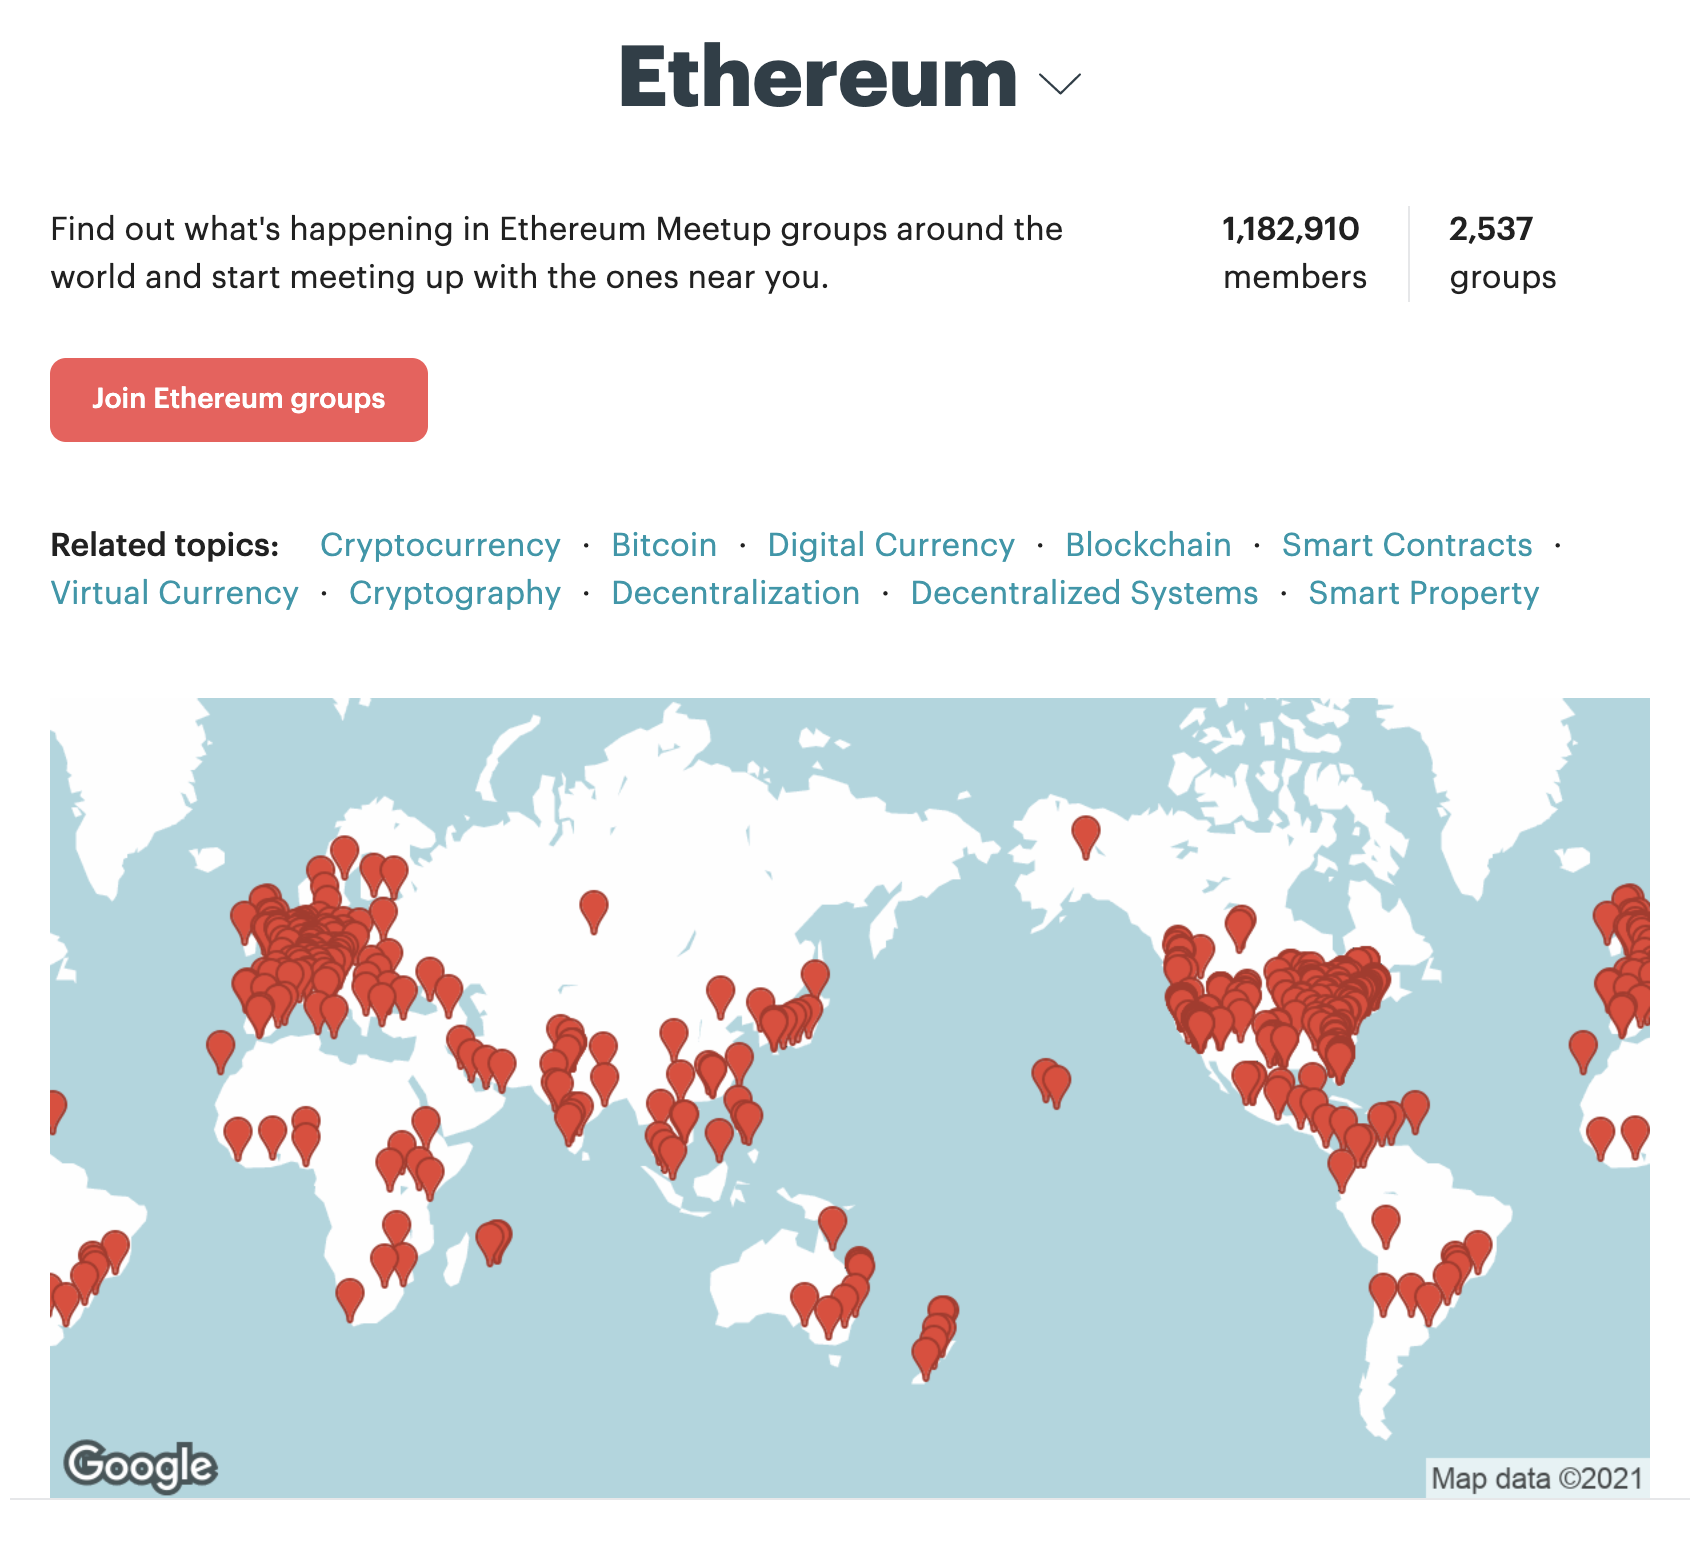 Ethereum
Find out what's happening in Ethereum Meetup groups around the
world and start meeting up with the ones near you.
1,182,910
members
2,537
groups
Join Ethereum groups
Related topics: Cryptocurrency · Bitcoin · Digital Currency · Blockchain · Smart Contracts ·
Virtual Currency · Cryptography · Decentralization · Decentralized Systems · Smart Property
Google
Map data ©2021